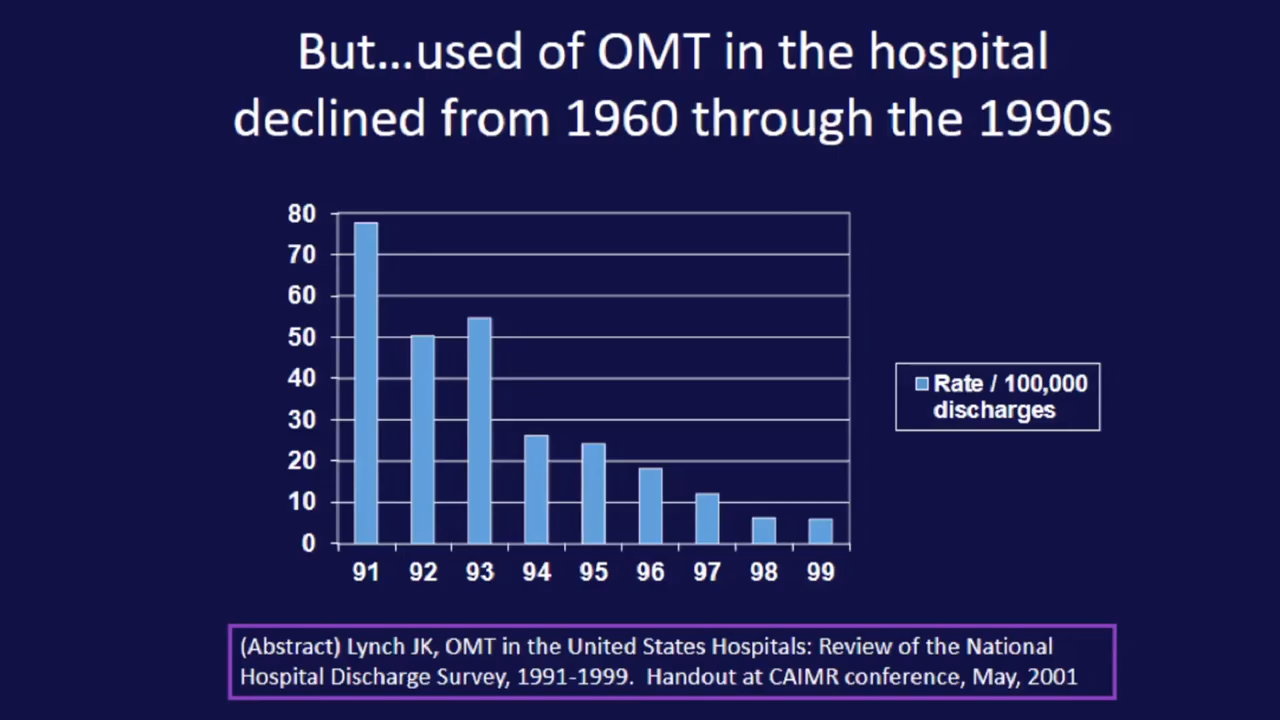 But...used of OMT in the hospital
declined from 1960 through the 1990s
80
70
60
50
40
30
20
10
0
91 92 93 94 95 96 97 98 99
Rate / 100,000
discharges
(Abstract) Lynch JK, OMT in the United States Hospitals: Review of the National
Hospital Discharge Survey, 1991-1999. Handout at CAIMR conference, May, 2001